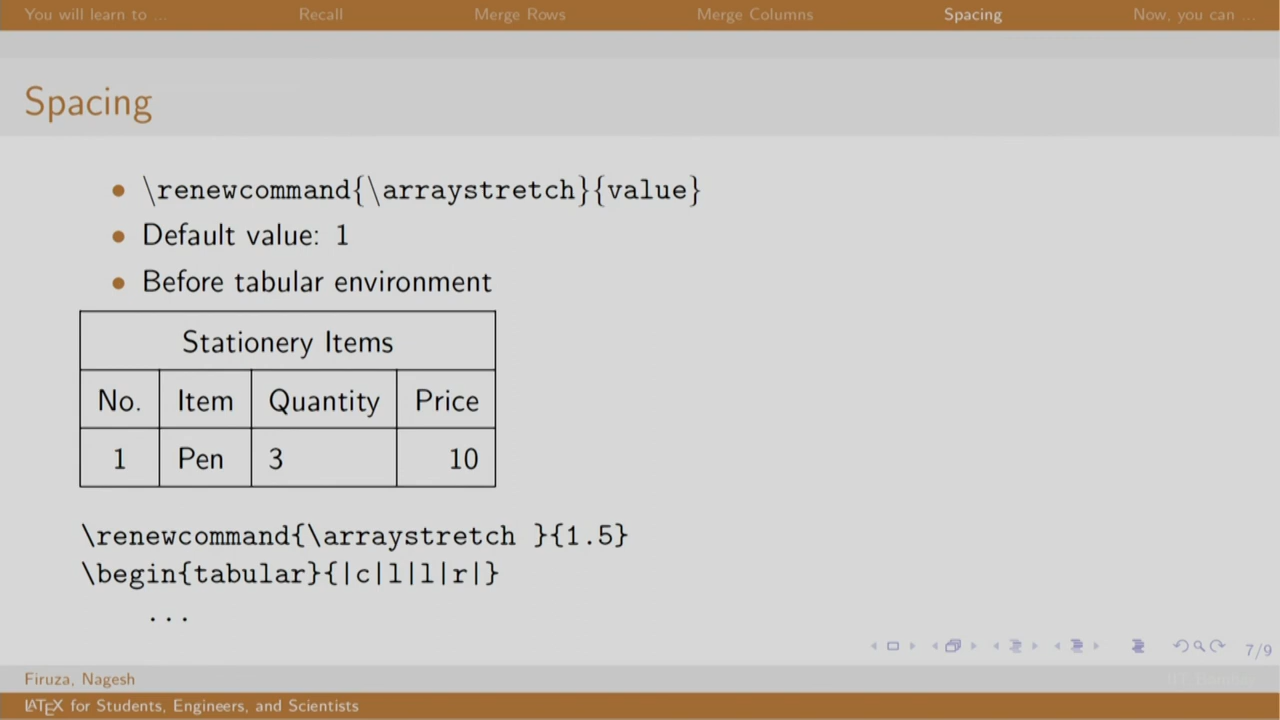 You will learn to ... Recall Merge Rows Merge Columns Spacing Now, you can ...
Spacing
• \renewcommand{\arraystretch}{value}
• Default value: 1
• Before tabular environment
Stationery Items
No. Item Quantity Price
1 Pen 3 10
\renewcommand{\arraystretch }{1.5}
\begin{tabular}{|c|l|l|r|}
...
7/9
Firuza, Nagesh
LATEX for Students, Engineers, and Scientists